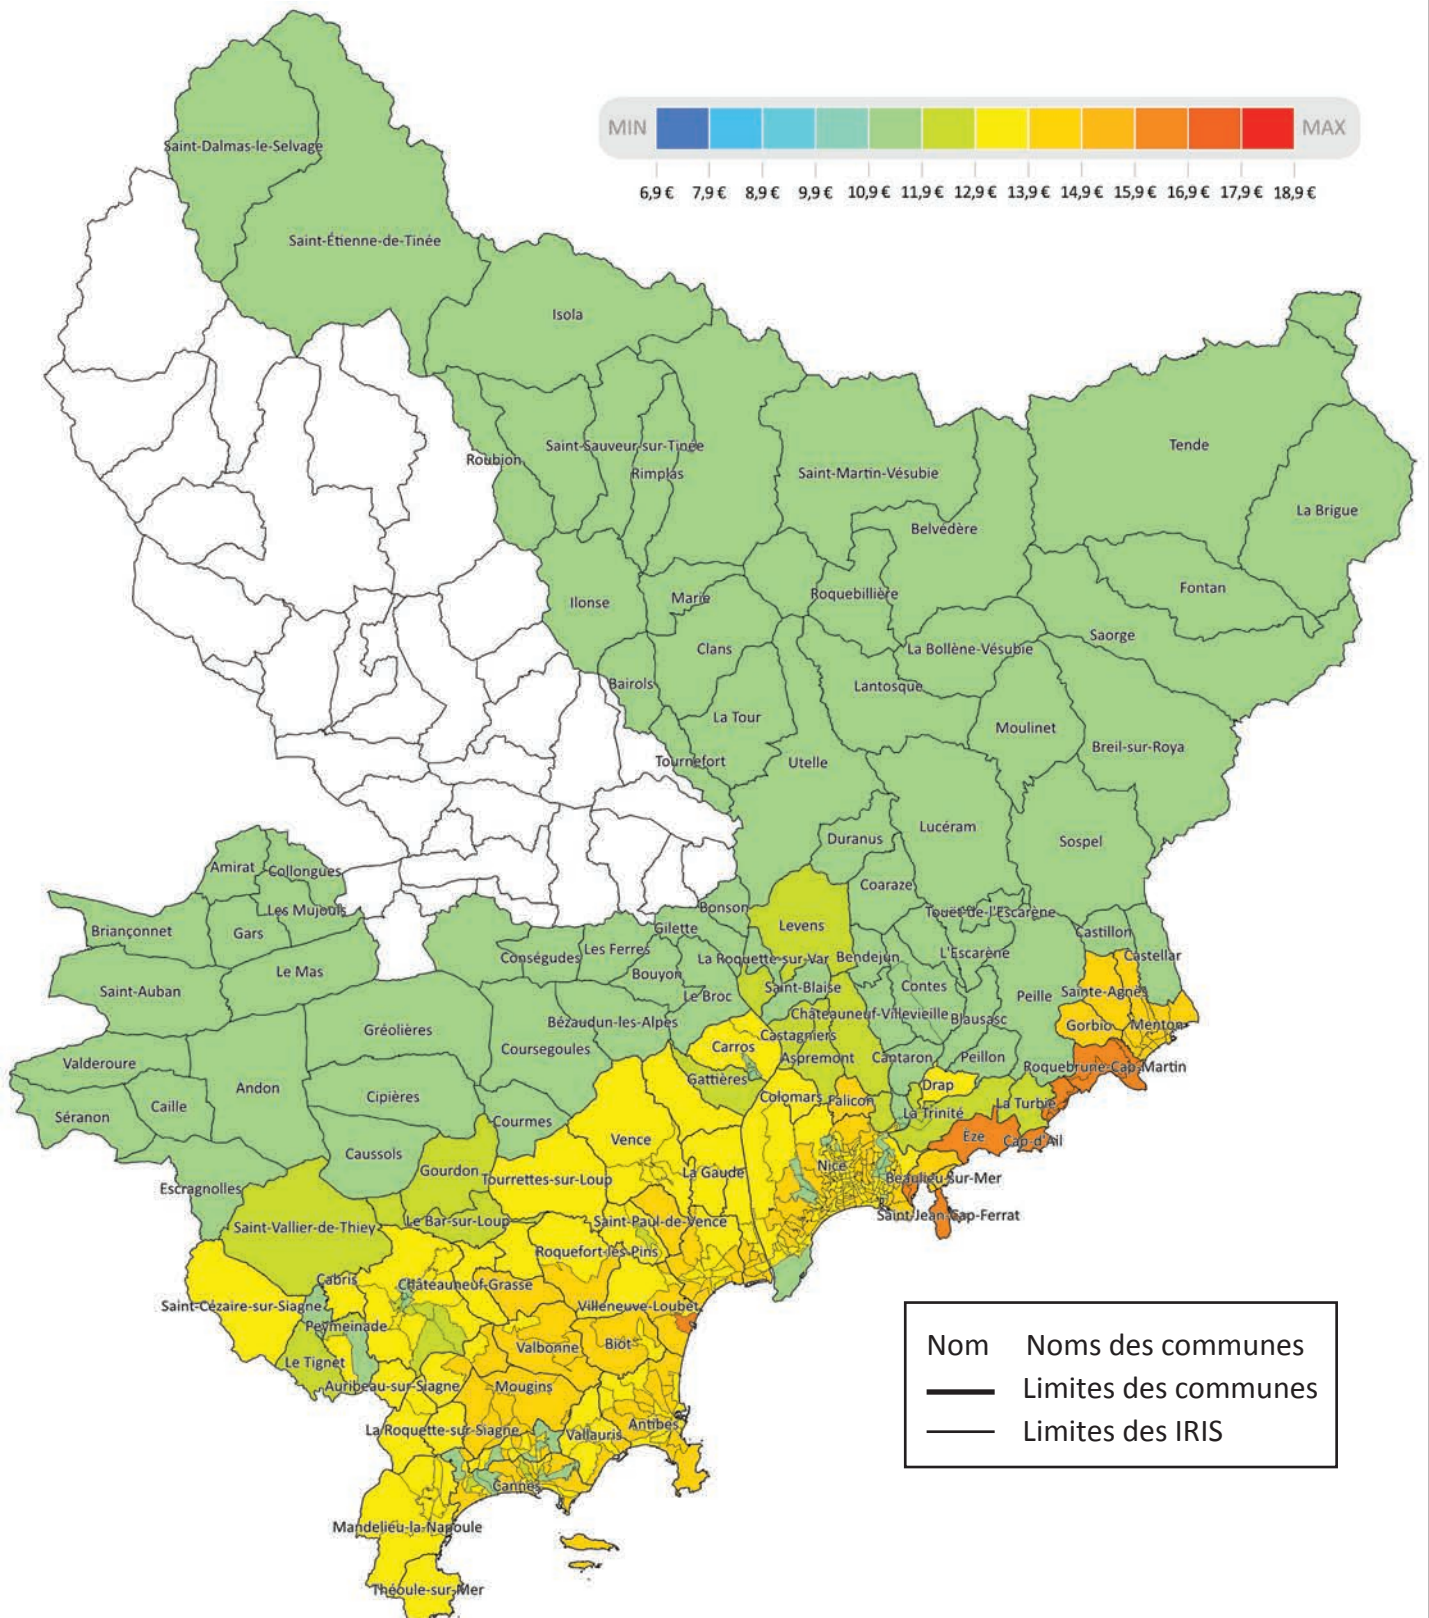 MIN MAX
6,9 € 7,9 € 8,9 € 9,9 € 10,9 € 11,9 € 12,9 € 13,9 € 14,9 € 15,9 € 16,9 € 17,9 € 18,9 €
Saint-Dalmas-le-Selvage
Saint-Étienne-de-Tinée
Isola
Roubion
Saint-Sauveur-sur-Tinée
Rimplas
Saint-Martin-Vésubie
Tende
La Brigue
Belvédère
Ilonse
Marie
Roquebillière
Fontan
Clans
La Bollène-Vésubie
Saorge
Bairols
Lantosque
La Tour
Moulinet
Breil-sur-Roya
Tournefort
Utelle
Duranus
Lucéram
Sospel
Amirat
Collongues
Coaraze
Les Mujouls
Bonson
Touët-de-l'Escarène
Briançonnet
Gars
Gilette
Levens
Castillon
Le Mas
Conségudes
Les Ferres
La Roquette-sur-Var
Bendejun
L'Escarène
Castellar
Saint-Auban
Bouyon
Le Broc
Saint-Blaise
Contes
Peille
Sainte-Agnès
Gréolières
Bézaudun-les-Alpes
Châteauneuf-Villevieille
Blausasc
Gorbio
Menton
Valderoure
Coursegoules
Carros
Castagniers
Aspremont
Cantaron
Peillon
Roquebrune-Cap-Martin
Andon
Gattières
Drap
Séranon
Caille
Cipières
Courmes
Colomars
Falicon
La Trinité
La Turbie
Caussols
Vence
Èze
Cap-d'Ail
Gourdon
Tourrettes-sur-Loup
La Gaude
Nice
Beaulieu-sur-Mer
Escragnolles
Saint-Vallier-de-Thiey
Le Bar-sur-Loup
Saint-Paul-de-Vence
Saint-Jean-Cap-Ferrat
Roquefort-les-Pins
Cabris
Châteauneuf-Grasse
Saint-Cézaire-sur-Siagne
Villeneuve-Loubet
Peymeinade
Valbonne
Biot
Le Tignet
Auribeau-sur-Siagne
Mougins
La Roquette-sur-Siagne
Vallauris
Antibes
Cannes
Mandelieu-la-Napoule
Théoule-sur-Mer
Nom Noms des communes
Limites des communes
Limites des IRIS